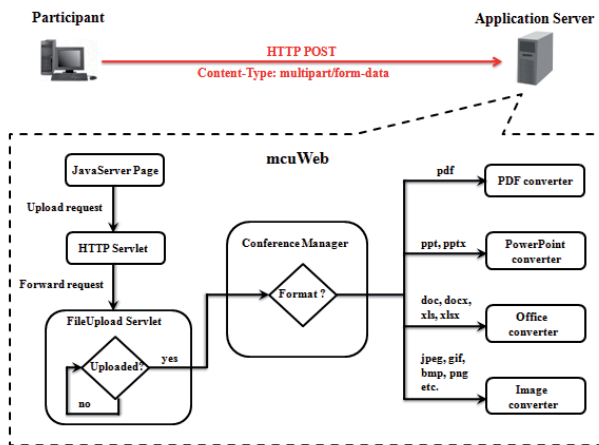 Participant
Application Server
HTTP POST
Content-Type: multipart/form-data
mcuWeb
JavaServer Page
Upload request
HTTP Servlet
Forward request
FileUpload Servlet
Uploaded?
yes
no
Conference Manager
Format ?
pdf
PDF converter
ppt, pptx
PowerPoint
converter
doc, docx,
xls, xlsx
Office
converter
jpeg, gif,
bmp, png
etc.
Image
converter